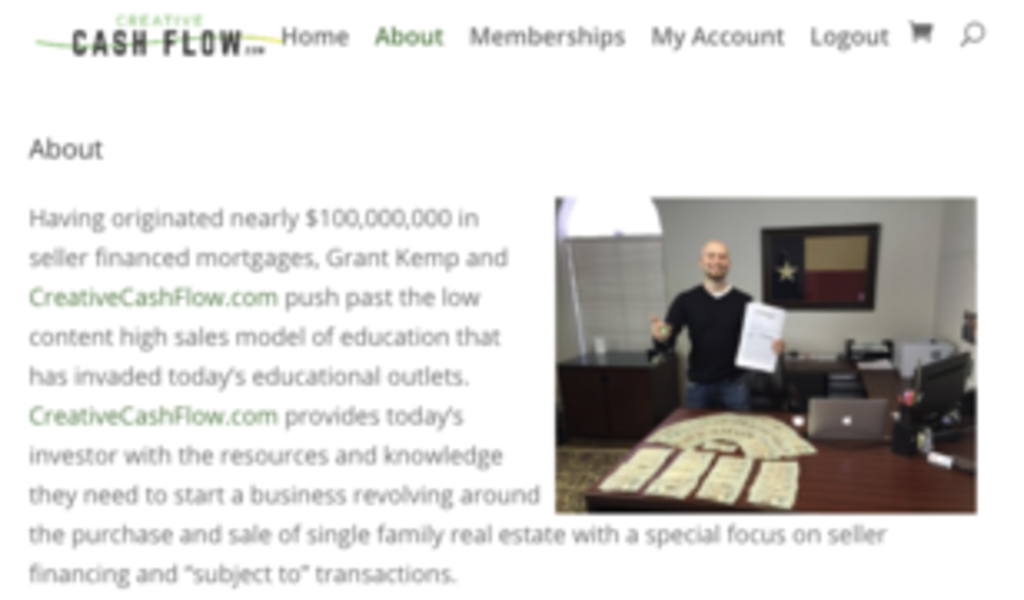 CREATIVE
CASH FLOW.COM
Home About Memberships My Account Logout
About
Having originated nearly $100,000,000 in
seller financed mortgages, Grant Kemp and
CreativeCashFlow.com push past the low
content high sales model of education that
has invaded today's educational outlets.
CreativeCashFlow.com provides today's
investor with the resources and knowledge
they need to start a business revolving around
the purchase and sale of single family real estate with a special focus on seller
financing and “subject to” transactions.